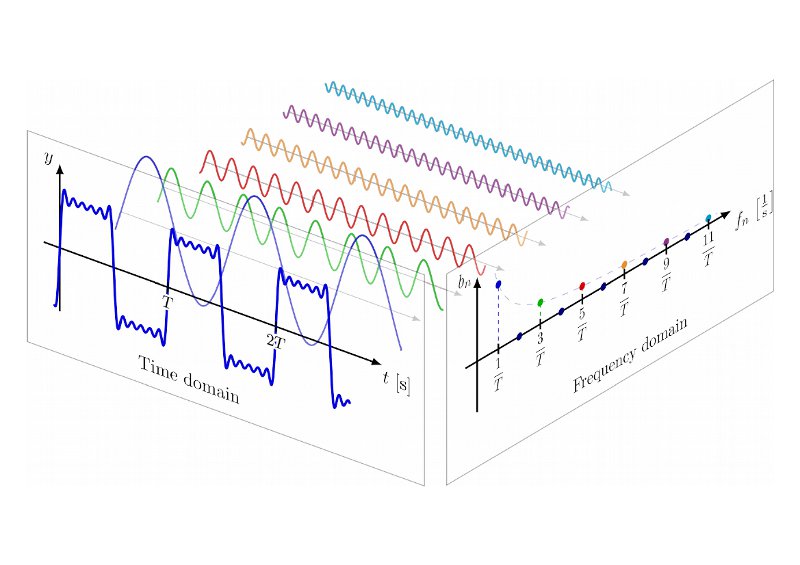 y
T
2T
t [s]
Time domain
b_n
f_n [1/s]
1/T
3/T
5/T
7/T
9/T
11/T
Frequency domain